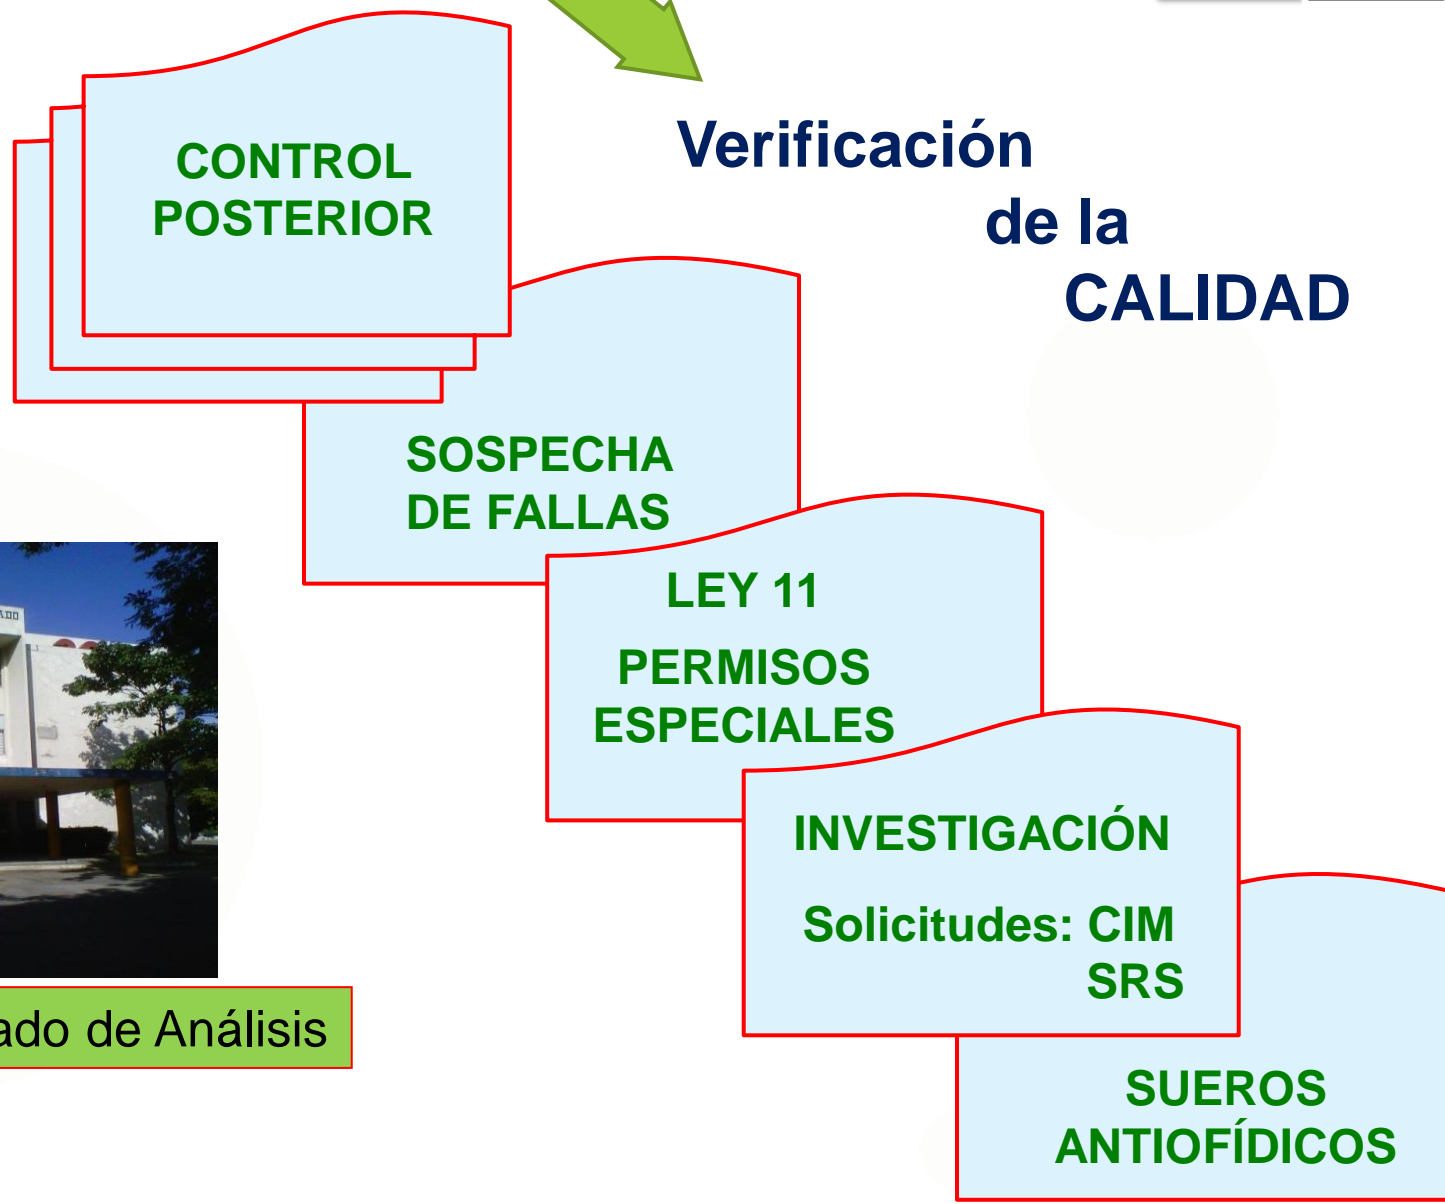 Verificación
de la
CALIDAD
CONTROL
POSTERIOR
SOSPECHA
DE FALLAS
LEY 11
PERMISOS
ESPECIALES
INVESTIGACIÓN
Solicitudes: CIM
SRS
SUEROS
ANTIOFÍDICOS
de Análisis